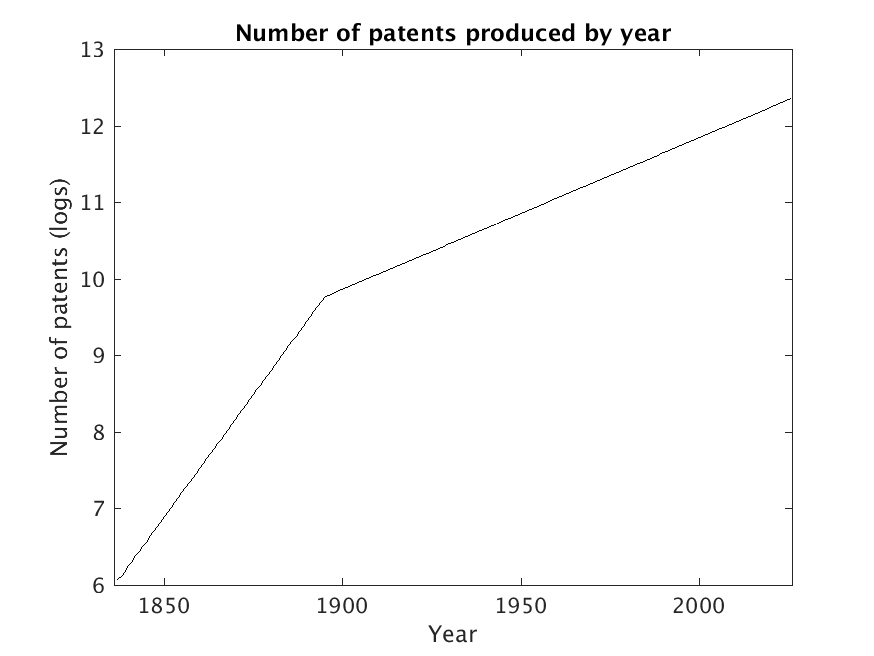 Number of patents produced by year
13
12
11
10
9
8
7
6
Number of patents (logs)
1850 1900 1950 2000
Year